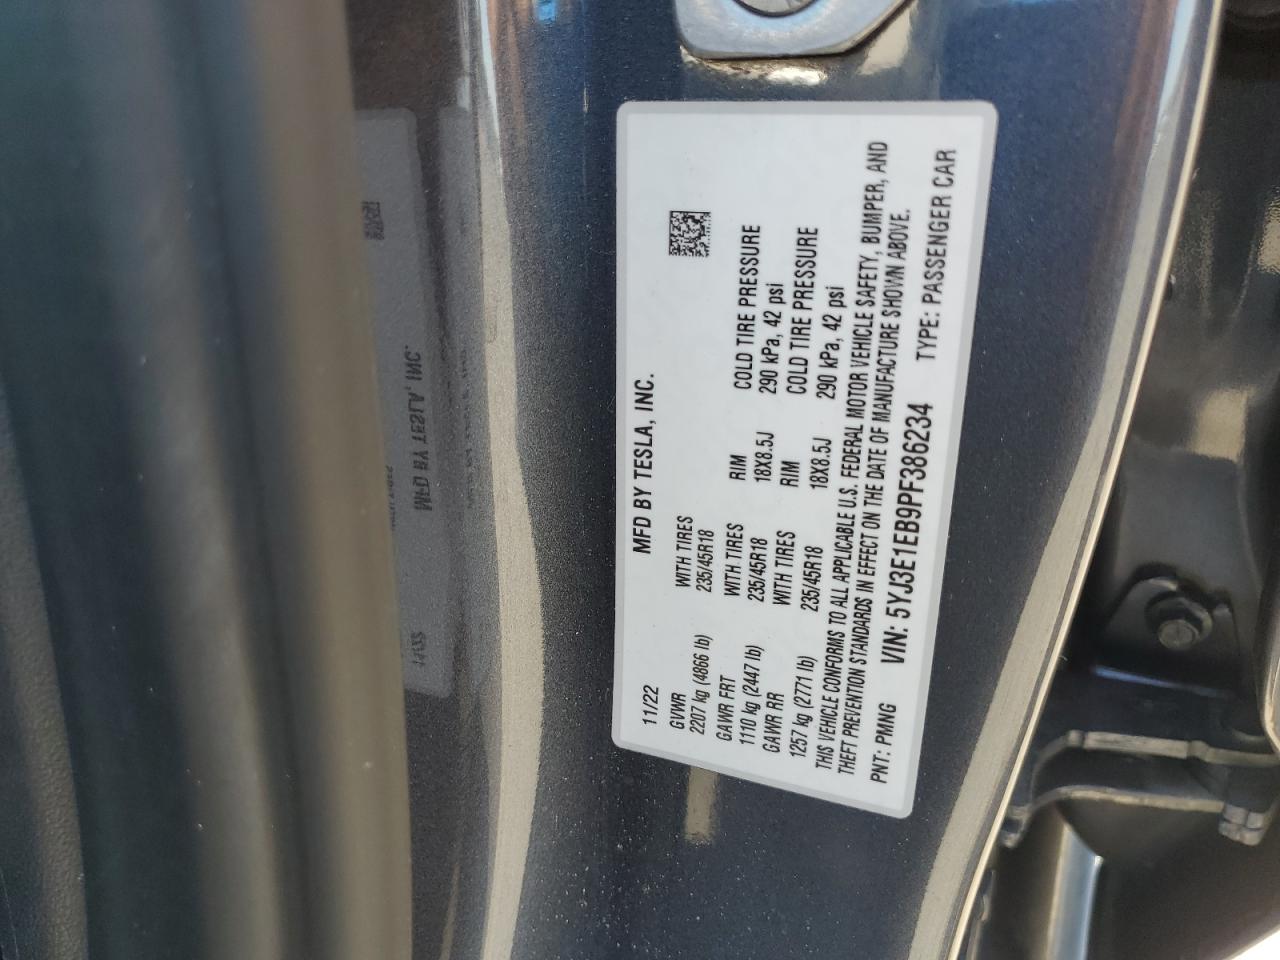 MFD BY TESLA, INC.
11/22
GVWR WITH TIRES
2207 kg (4866 lb) 235/45R18
GAWR FRT WITH TIRES RIM COLD TIRE PRESSURE
1110 kg (2447 lb) 235/45R18 18X8.5J 290 kPa, 42 psi
GAWR RR WITH TIRES RIM COLD TIRE PRESSURE
1257 kg (2771 lb) 235/45R18 18X8.5J 290 kPa, 42 psi
THIS VEHICLE CONFORMS TO ALL APPLICABLE U.S. FEDERAL MOTOR VEHICLE SAFETY, BUMPER, AND
THEFT PREVENTION STANDARDS IN EFFECT ON THE DATE OF MANUFACTURE SHOWN ABOVE.
PNT: PMNG VIN: 5YJ3E1EB9PF386234 TYPE: PASSENGER CAR
MFD BY TESLA, INC.
11/22